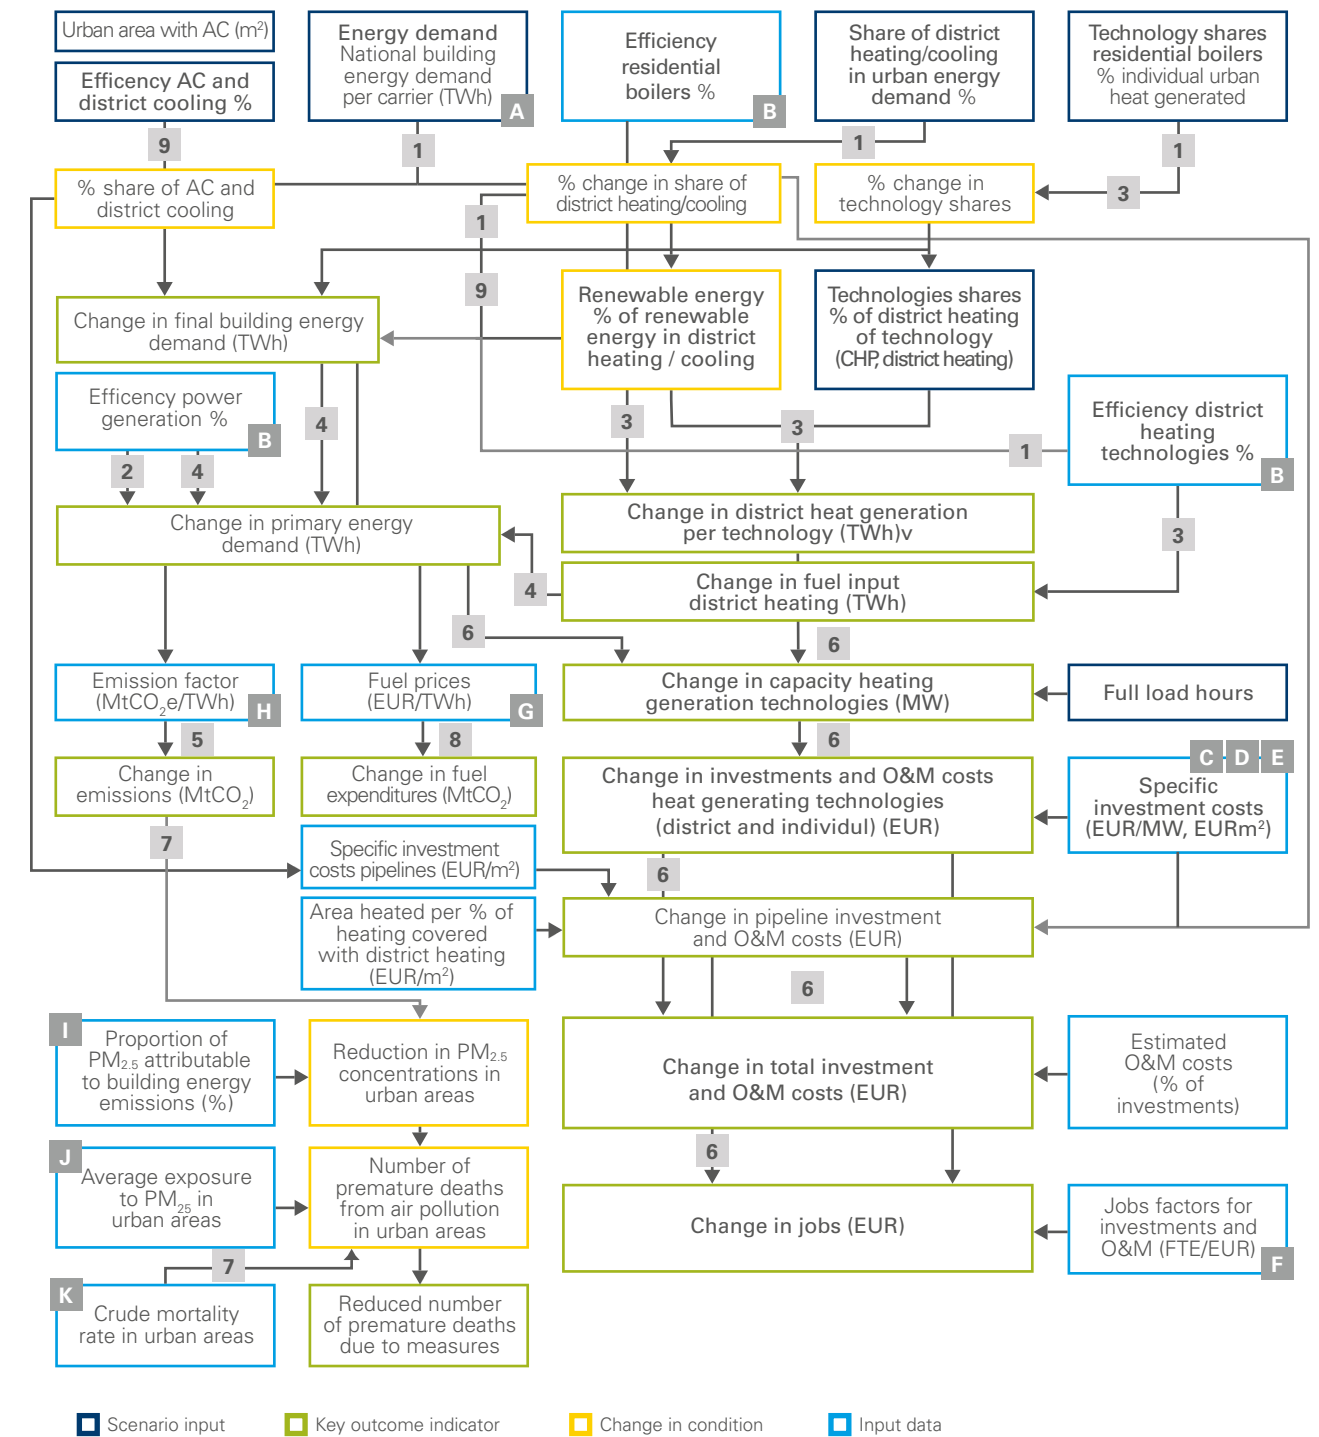 Urban area with AC (m²)
Efficency AC and
district cooling %
Energy demand
National building
energy demand
per carrier (TWh)
A
Efficiency
residential
boilers %
B
Share of district
heating/cooling
in urban energy
demand %
Technology shares
residential boilers
% individual urban
heat generated
9
1
1
1
% share of AC and
district cooling
% change in share of
district heating/cooling
% change in
technology shares
3
1
9
Change in final building energy
demand (TWh)
Renewable energy
% of renewable
energy in district
heating / cooling
Technologies shares
% of district heating
of technology
(CHP, district heating)
Efficency power
generation %
B
4
3
3
Efficiency district
heating
technologies %
B
1
2
4
Change in primary energy
demand (TWh)
Change in district heat generation
per technology (TWh)v
3
Change in fuel input
district heating (TWh)
4
6
6
Emission factor
(MtCO₂e/TWh)
H
Fuel prices
(EUR/TWh)
G
Change in capacity heating
generation technologies (MW)
Full load hours
5
8
6
Change in
emissions (MtCO₂)
Change in fuel
expenditures (MtCO₂)
Change in investments and O&M costs
heat generating technologies
(district and individul) (EUR)
C D E
Specific
investment costs
(EUR/MW, EURm²)
7
Specific investment
costs pipelines (EUR/m²)
6
Area heated per % of
heating covered
with district heating
(EUR/m²)
Change in pipeline investment
and O&M costs (EUR)
6
I
Proportion of
PM₂.₅ attributable
to building energy
emissions (%)
Reduction in PM₂.₅
concentrations in
urban areas
Change in total investment
and O&M costs (EUR)
Estimated
O&M costs
(% of
investments)
J
Average exposure
to PM₂₅ in
urban areas
Number of
premature deaths
from air pollution
in urban areas
6
Change in jobs (EUR)
Jobs factors for
investments and
O&M (FTE/EUR)
F
7
K
Crude mortality
rate in urban areas
Reduced number
of premature deaths
due to measures
Scenario input
Key outcome indicator
Change in condition
Input data